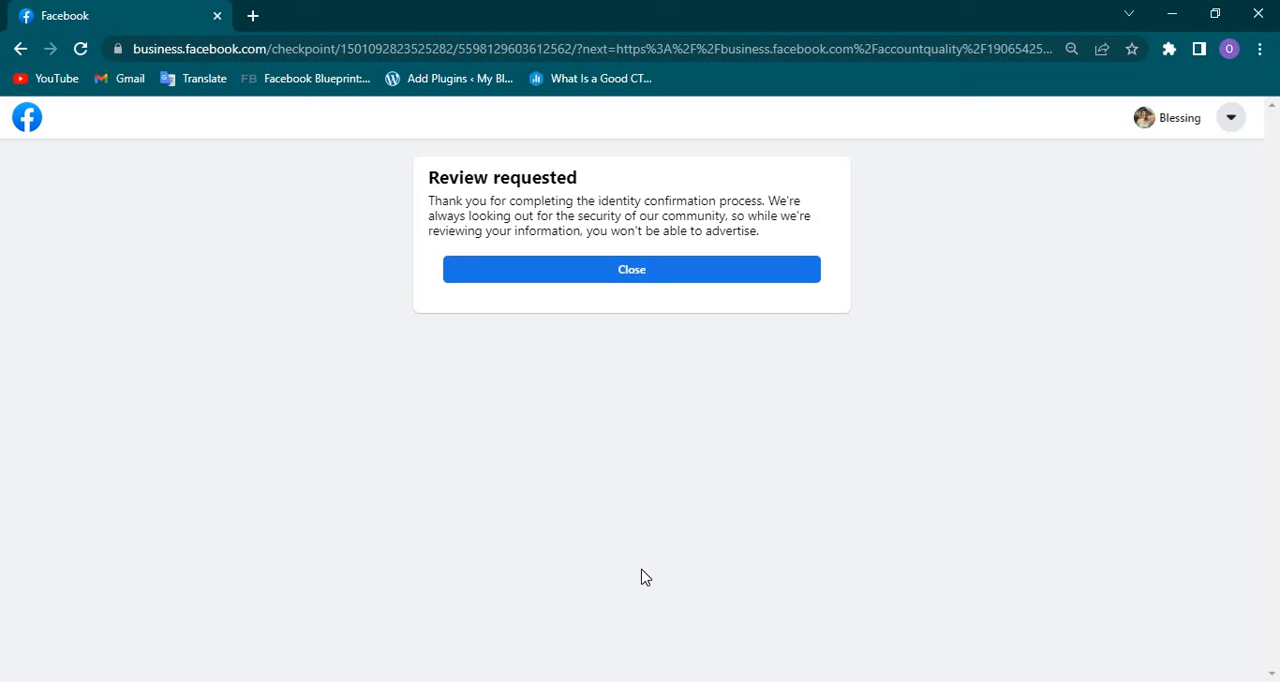 Facebook
business.facebook.com/checkpoint/1501092823525282/5598129603612562/?next=https%3A%2F%2Fbusiness.facebook.com%2Faccountquality%2F19065425...
O
YouTube
Gmail
Translate
FB Facebook Blueprint:...
Add Plugins ‹ My Bl...
What Is a Good CT...
Blessing
Review requested
Thank you for completing the identity confirmation process. We're
always looking out for the security of our community, so while we're
reviewing your information, you won't be able to advertise.
Close